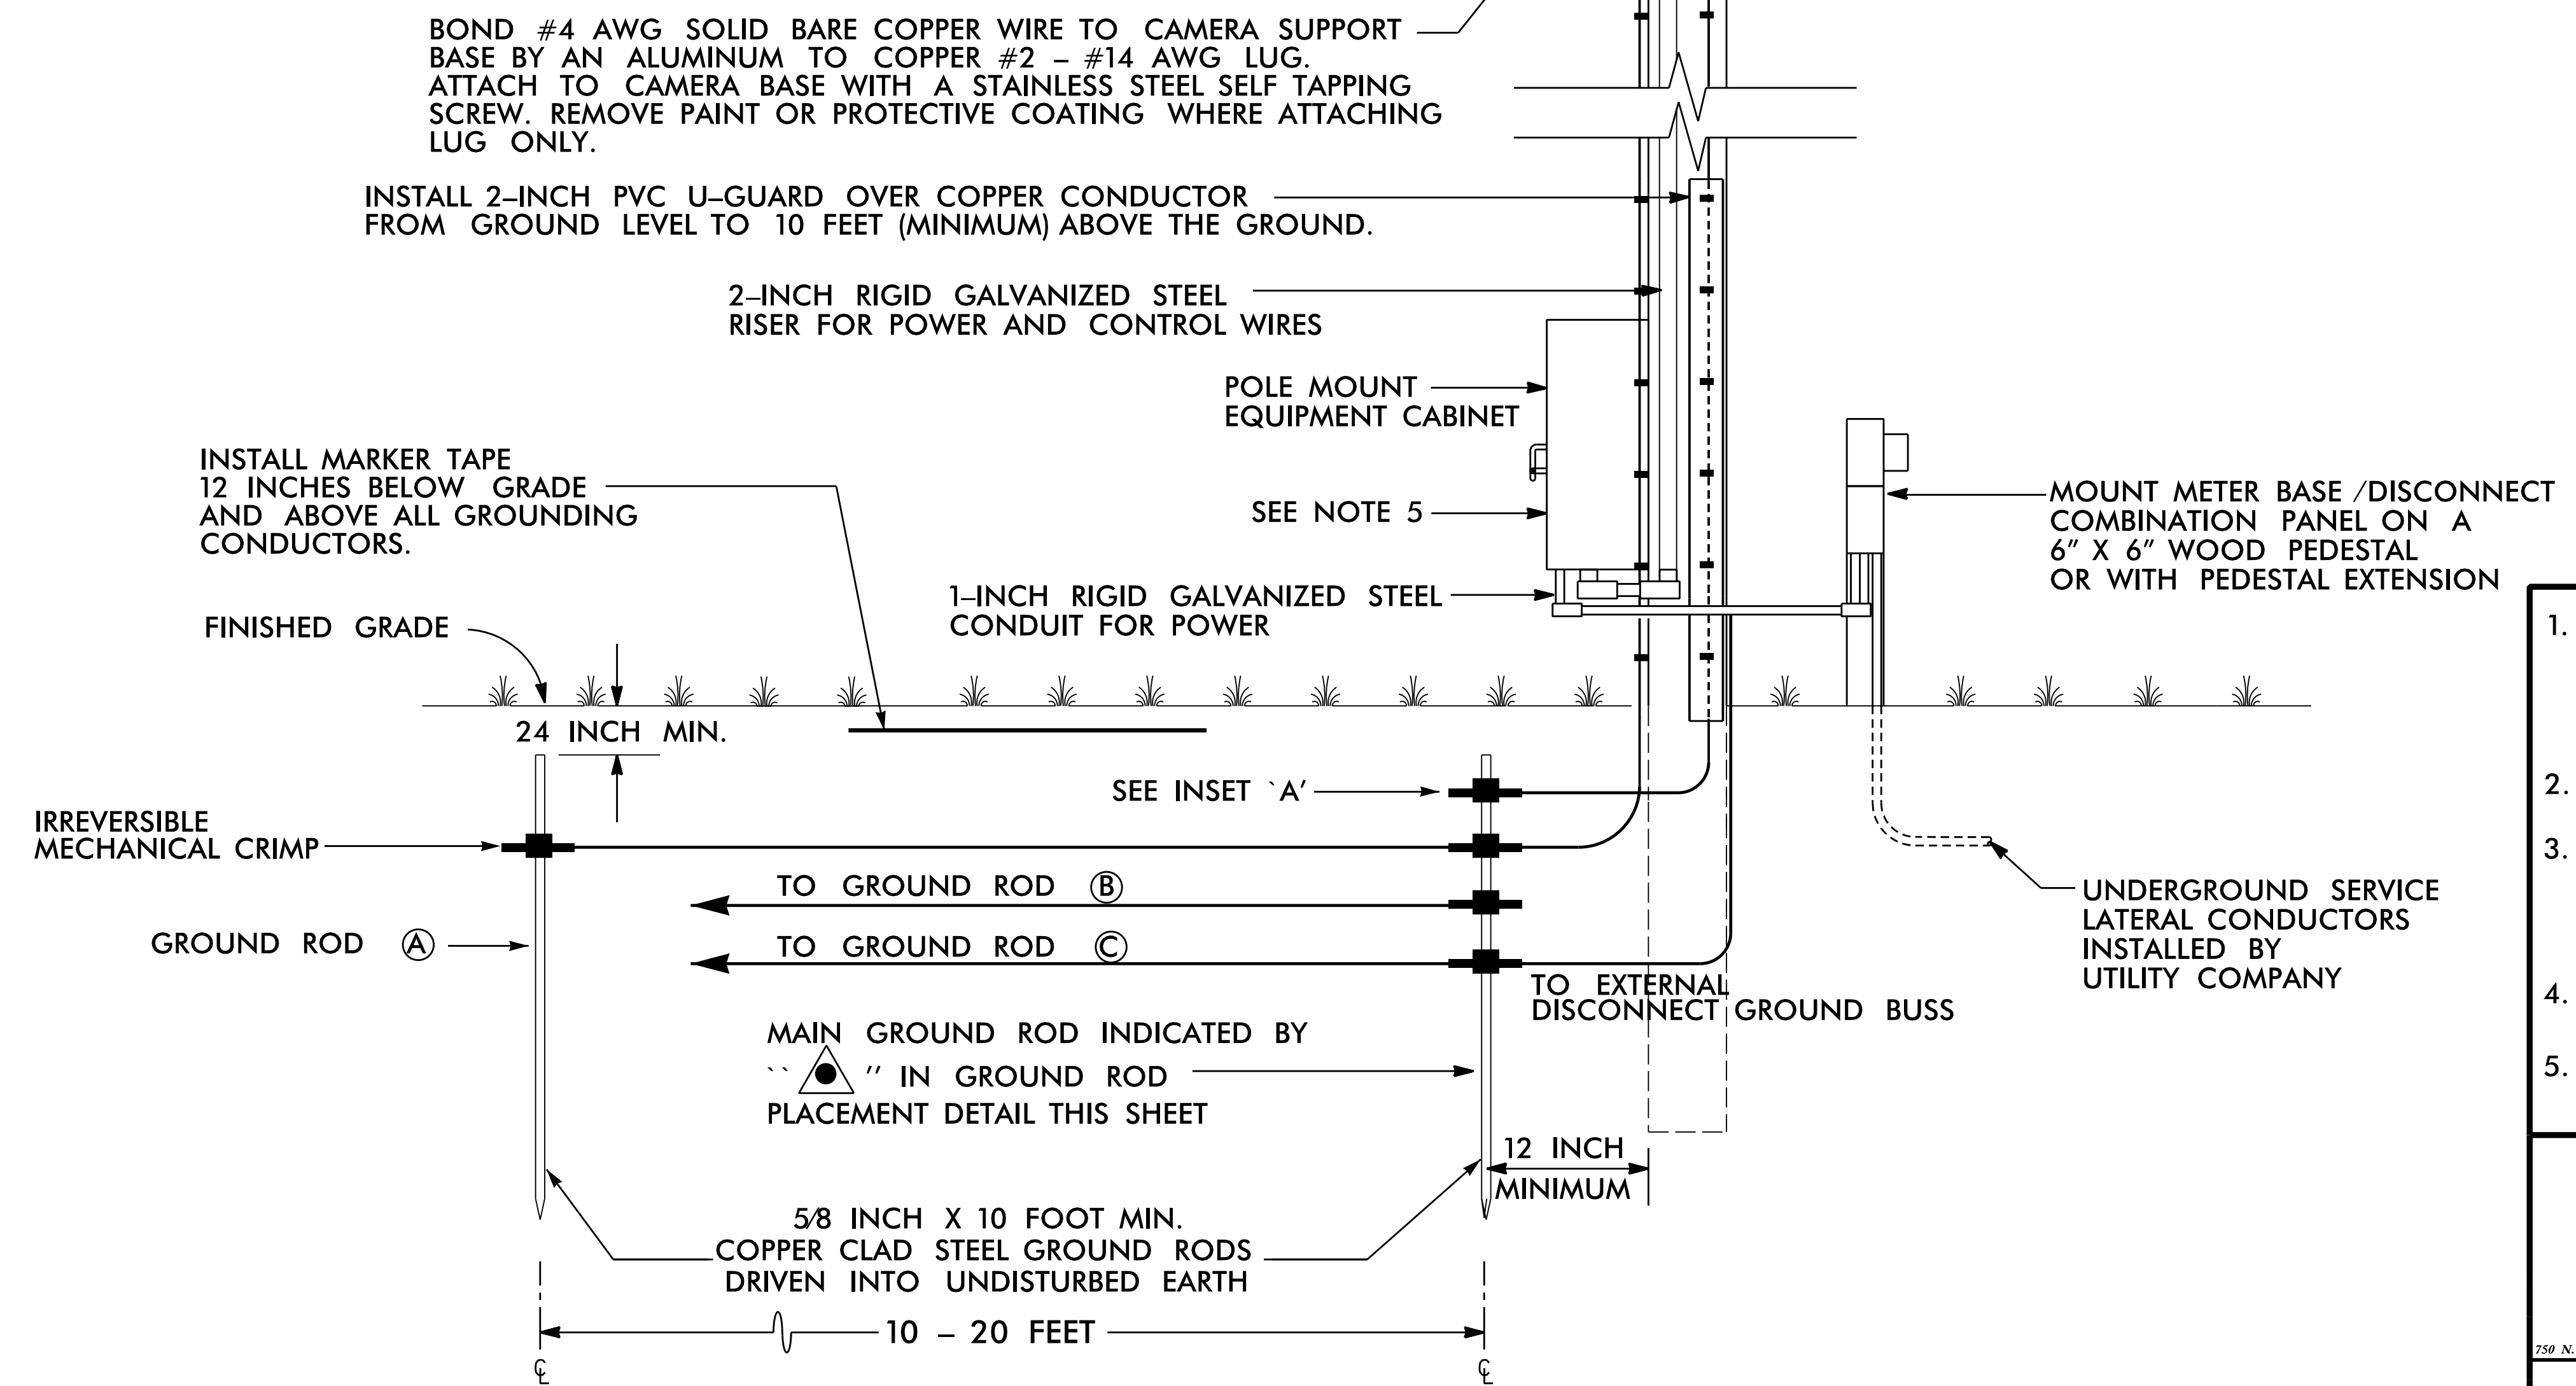 BOND #4 AWG SOLID BARE COPPER WIRE TO CAMERA SUPPORT
BASE BY AN ALUMINUM TO COPPER #2 – #14 AWG LUG.
ATTACH TO CAMERA BASE WITH A STAINLESS STEEL SELF TAPPING
SCREW. REMOVE PAINT OR PROTECTIVE COATING WHERE ATTACHING
LUG ONLY.
INSTALL 2–INCH PVC U–GUARD OVER COPPER CONDUCTOR
FROM GROUND LEVEL TO 10 FEET (MINIMUM) ABOVE THE GROUND.
2–INCH RIGID GALVANIZED STEEL
RISER FOR POWER AND CONTROL WIRES
POLE MOUNT
EQUIPMENT CABINET
INSTALL MARKER TAPE
12 INCHES BELOW GRADE
AND ABOVE ALL GROUNDING
CONDUCTORS.
SEE NOTE 5
MOUNT METER BASE /DISCONNECT
COMBINATION PANEL ON A
6" X 6" WOOD PEDESTAL
OR WITH PEDESTAL EXTENSION
1–INCH RIGID GALVANIZED STEEL
CONDUIT FOR POWER
FINISHED GRADE
1.
24 INCH MIN.
SEE INSET `A'
2.
IRREVERSIBLE
MECHANICAL CRIMP
3.
TO GROUND ROD Ⓑ
UNDERGROUND SERVICE
LATERAL CONDUCTORS
INSTALLED BY
UTILITY COMPANY
GROUND ROD Ⓐ
TO GROUND ROD Ⓒ
TO EXTERNAL
DISCONNECT GROUND BUSS
4.
MAIN GROUND ROD INDICATED BY
`` " IN GROUND ROD
PLACEMENT DETAIL THIS SHEET
5.
12 INCH
MINIMUM
5/8 INCH X 10 FOOT MIN.
COPPER CLAD STEEL GROUND RODS
DRIVEN INTO UNDISTURBED EARTH
10 – 20 FEET
℄ ℄
750 N.